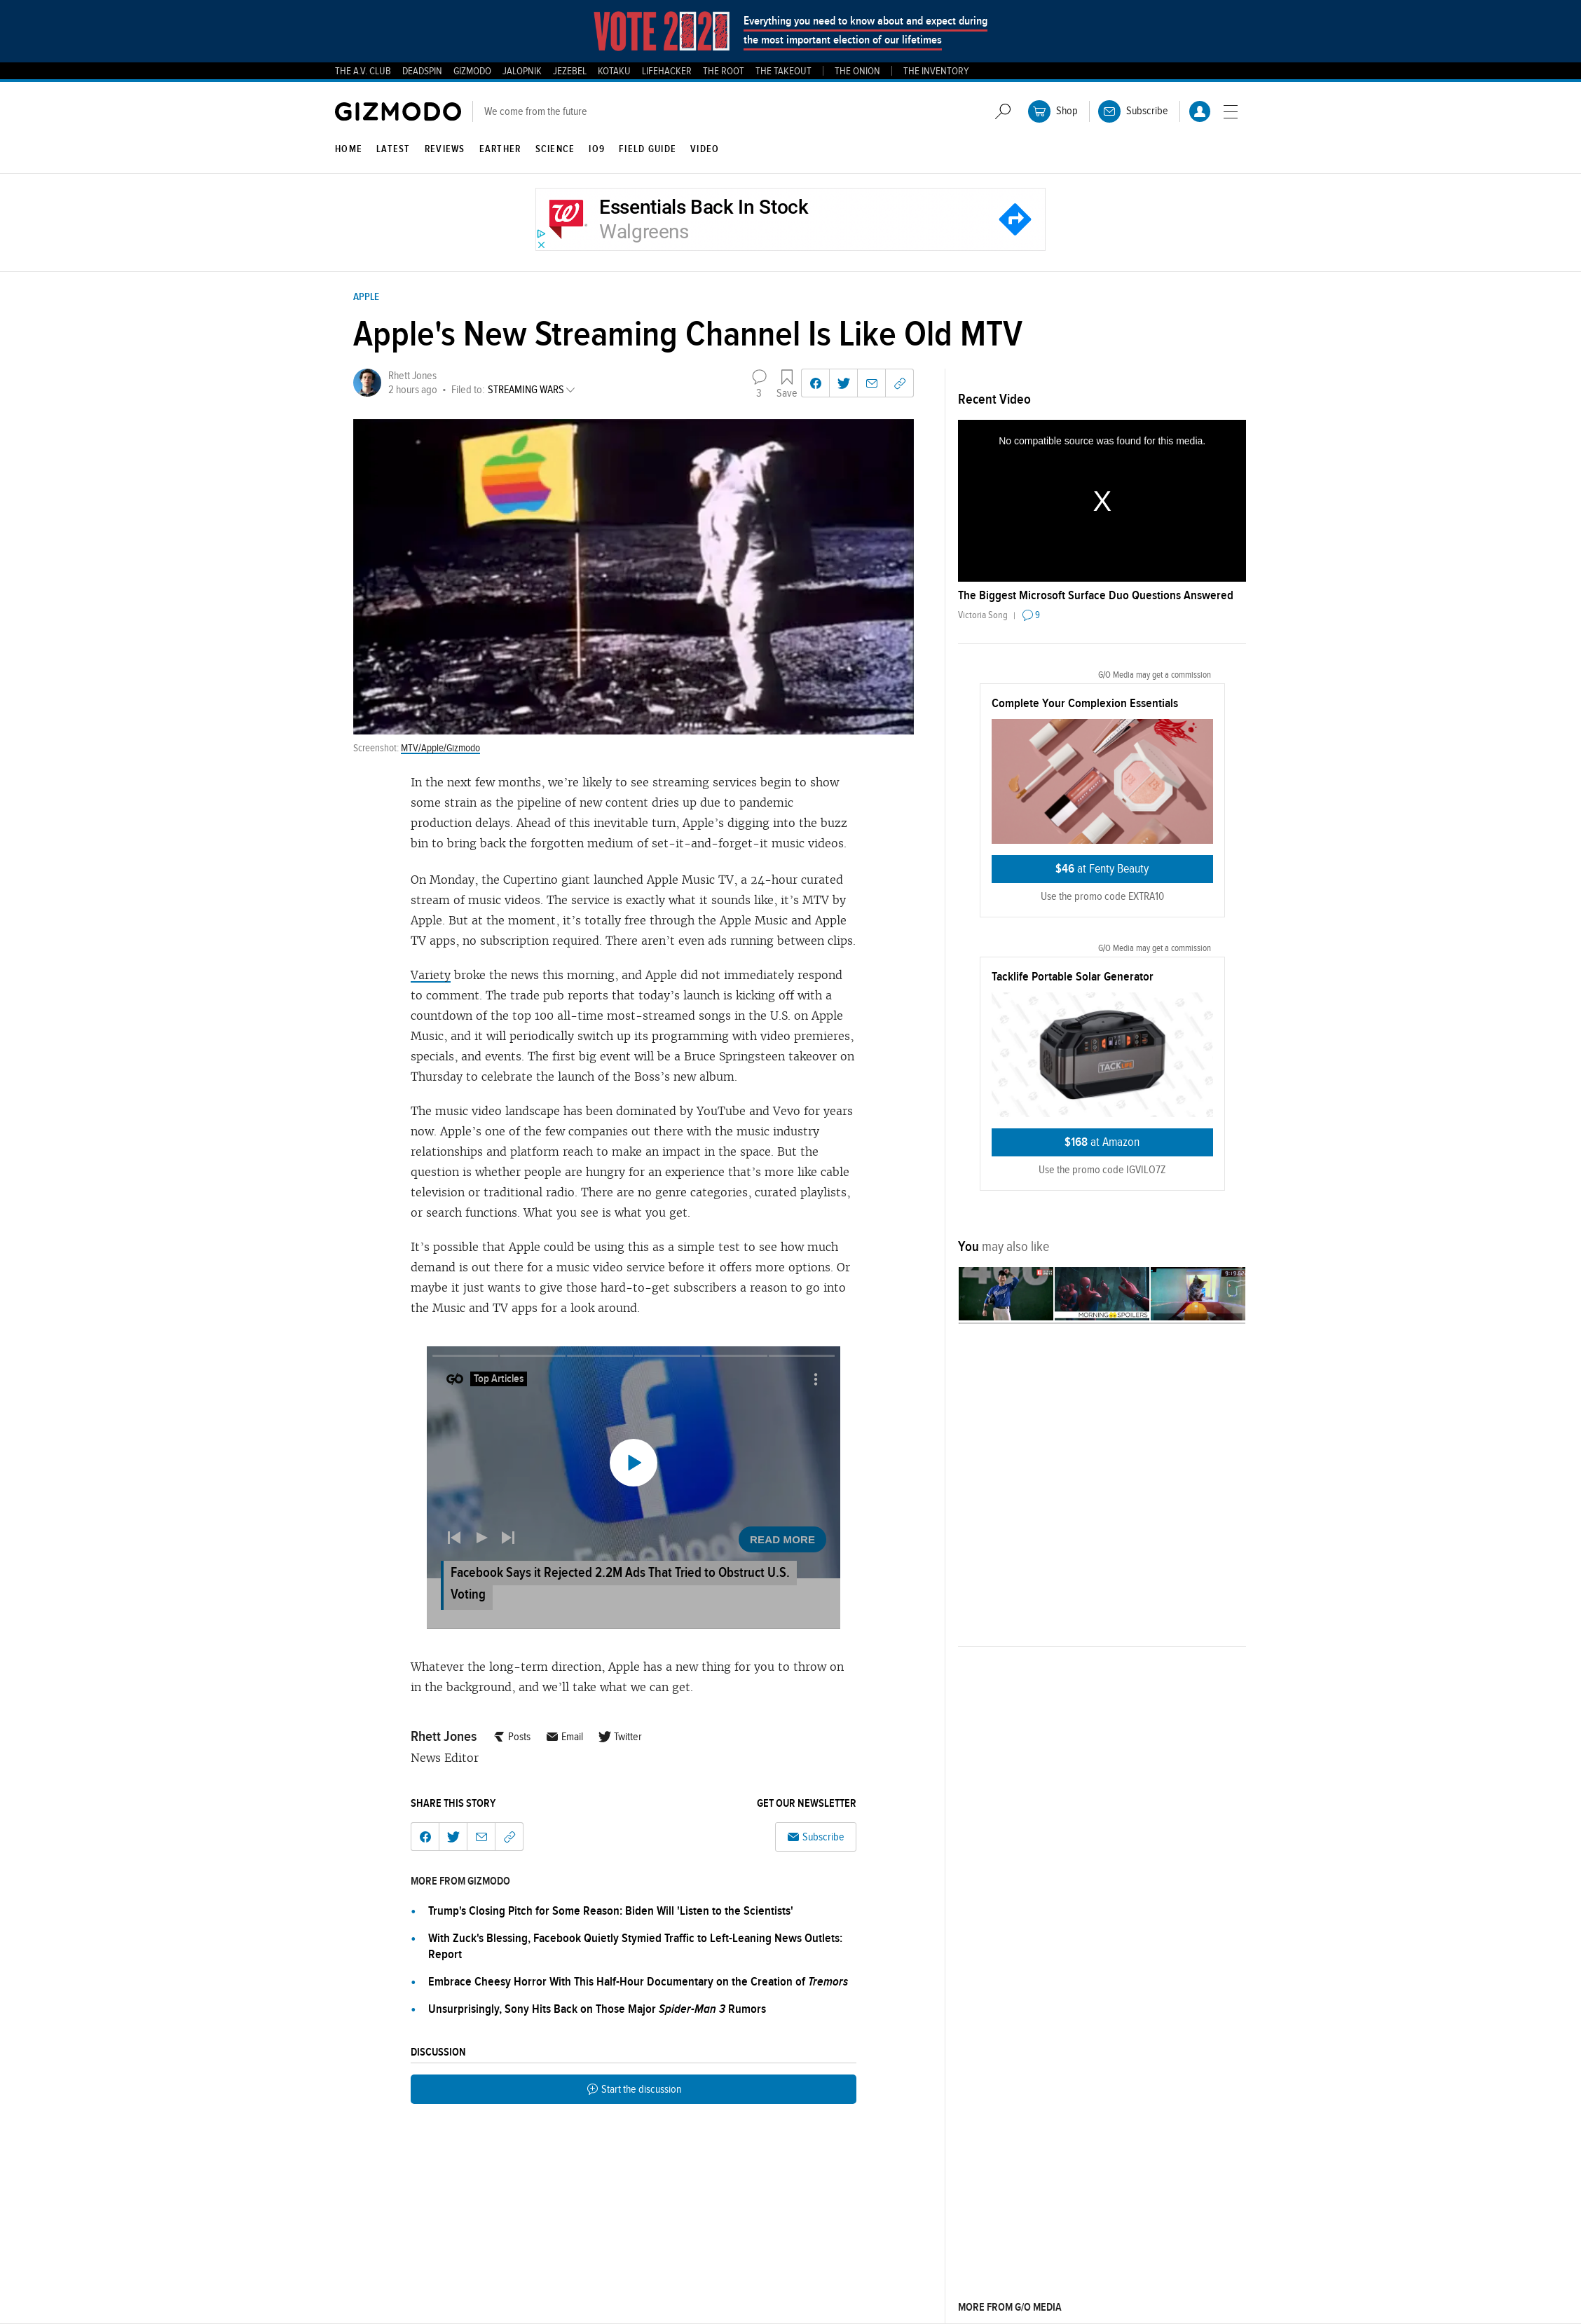 VOTE 2020
Everything you need to know about and expect during
the most important election of our lifetimes
THE A.V. CLUB DEADSPIN GIZMODO JALOPNIK JEZEBEL KOTAKU LIFEHACKER THE ROOT THE TAKEOUT | THE ONION | THE INVENTORY
GIZMODO
We come from the future
Shop
Subscribe
HOME LATEST REVIEWS EARTHER SCIENCE IO9 FIELD GUIDE VIDEO
Essentials Back In Stock
Walgreens
APPLE
Apple's New Streaming Channel Is Like Old MTV
Rhett Jones
2 hours ago • Filed to: STREAMING WARS
3
Save
Screenshot: MTV/Apple/Gizmodo
In the next few months, we’re likely to see streaming services begin to show
some strain as the pipeline of new content dries up due to pandemic
production delays. Ahead of this inevitable turn, Apple’s digging into the buzz
bin to bring back the forgotten medium of set-it-and-forget-it music videos.
On Monday, the Cupertino giant launched Apple Music TV, a 24-hour curated
stream of music videos. The service is exactly what it sounds like, it’s MTV by
Apple. But at the moment, it’s totally free through the Apple Music and Apple
TV apps, no subscription required. There aren’t even ads running between clips.
Variety broke the news this morning, and Apple did not immediately respond
to comment. The trade pub reports that today’s launch is kicking off with a
countdown of the top 100 all-time most-streamed songs in the U.S. on Apple
Music, and it will periodically switch up its programming with video premieres,
specials, and events. The first big event will be a Bruce Springsteen takeover on
Thursday to celebrate the launch of the Boss’s new album.
The music video landscape has been dominated by YouTube and Vevo for years
now. Apple’s one of the few companies out there with the music industry
relationships and platform reach to make an impact in the space. But the
question is whether people are hungry for an experience that’s more like cable
television or traditional radio. There are no genre categories, curated playlists,
or search functions. What you see is what you get.
It’s possible that Apple could be using this as a simple test to see how much
demand is out there for a music video service before it offers more options. Or
maybe it just wants to give those hard-to-get subscribers a reason to go into
the Music and TV apps for a look around.
Top Articles
READ MORE
Facebook
Facebook Says it Rejected 2.2M Ads That Tried to Obstruct U.S.
Voting
Whatever the long-term direction, Apple has a new thing for you to throw on
in the background, and we’ll take what we can get.
Rhett Jones Posts Email Twitter
News Editor
SHARE THIS STORY
GET OUR NEWSLETTER
Subscribe
MORE FROM GIZMODO
• Trump's Closing Pitch for Some Reason: Biden Will 'Listen to the Scientists'
• With Zuck's Blessing, Facebook Quietly Stymied Traffic to Left-Leaning News Outlets:
Report
• Embrace Cheesy Horror With This Half-Hour Documentary on the Creation of Tremors
• Unsurprisingly, Sony Hits Back on Those Major Spider-Man 3 Rumors
DISCUSSION
Start the discussion
Recent Video
No compatible source was found for this media.
X
The Biggest Microsoft Surface Duo Questions Answered
Victoria Song | 9
G/O Media may get a commission
Complete Your Complexion Essentials
$46 at Fenty Beauty
Use the promo code EXTRA10
G/O Media may get a commission
Tacklife Portable Solar Generator
TACKLIFE
$168 at Amazon
Use the promo code IGVILO7Z
You may also like
MORNING SPOILERS
MORE FROM G/O MEDIA